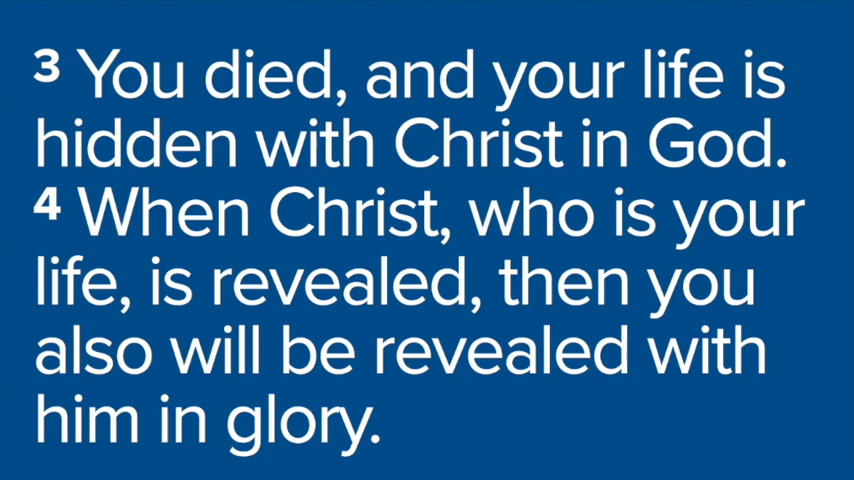 3 You died, and your life is
hidden with Christ in God.
4 When Christ, who is your
life, is revealed, then you
also will be revealed with
him in glory.